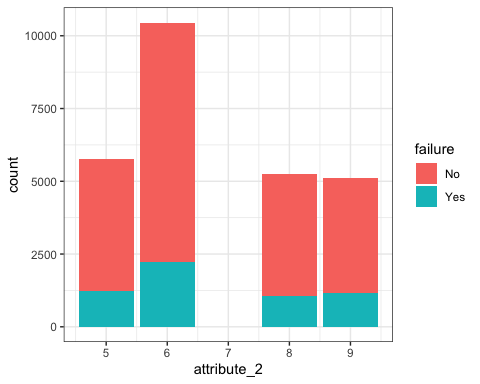 10000
7500
5000
2500
0
count
5 6 7 8 9
attribute_2
failure
No
Yes